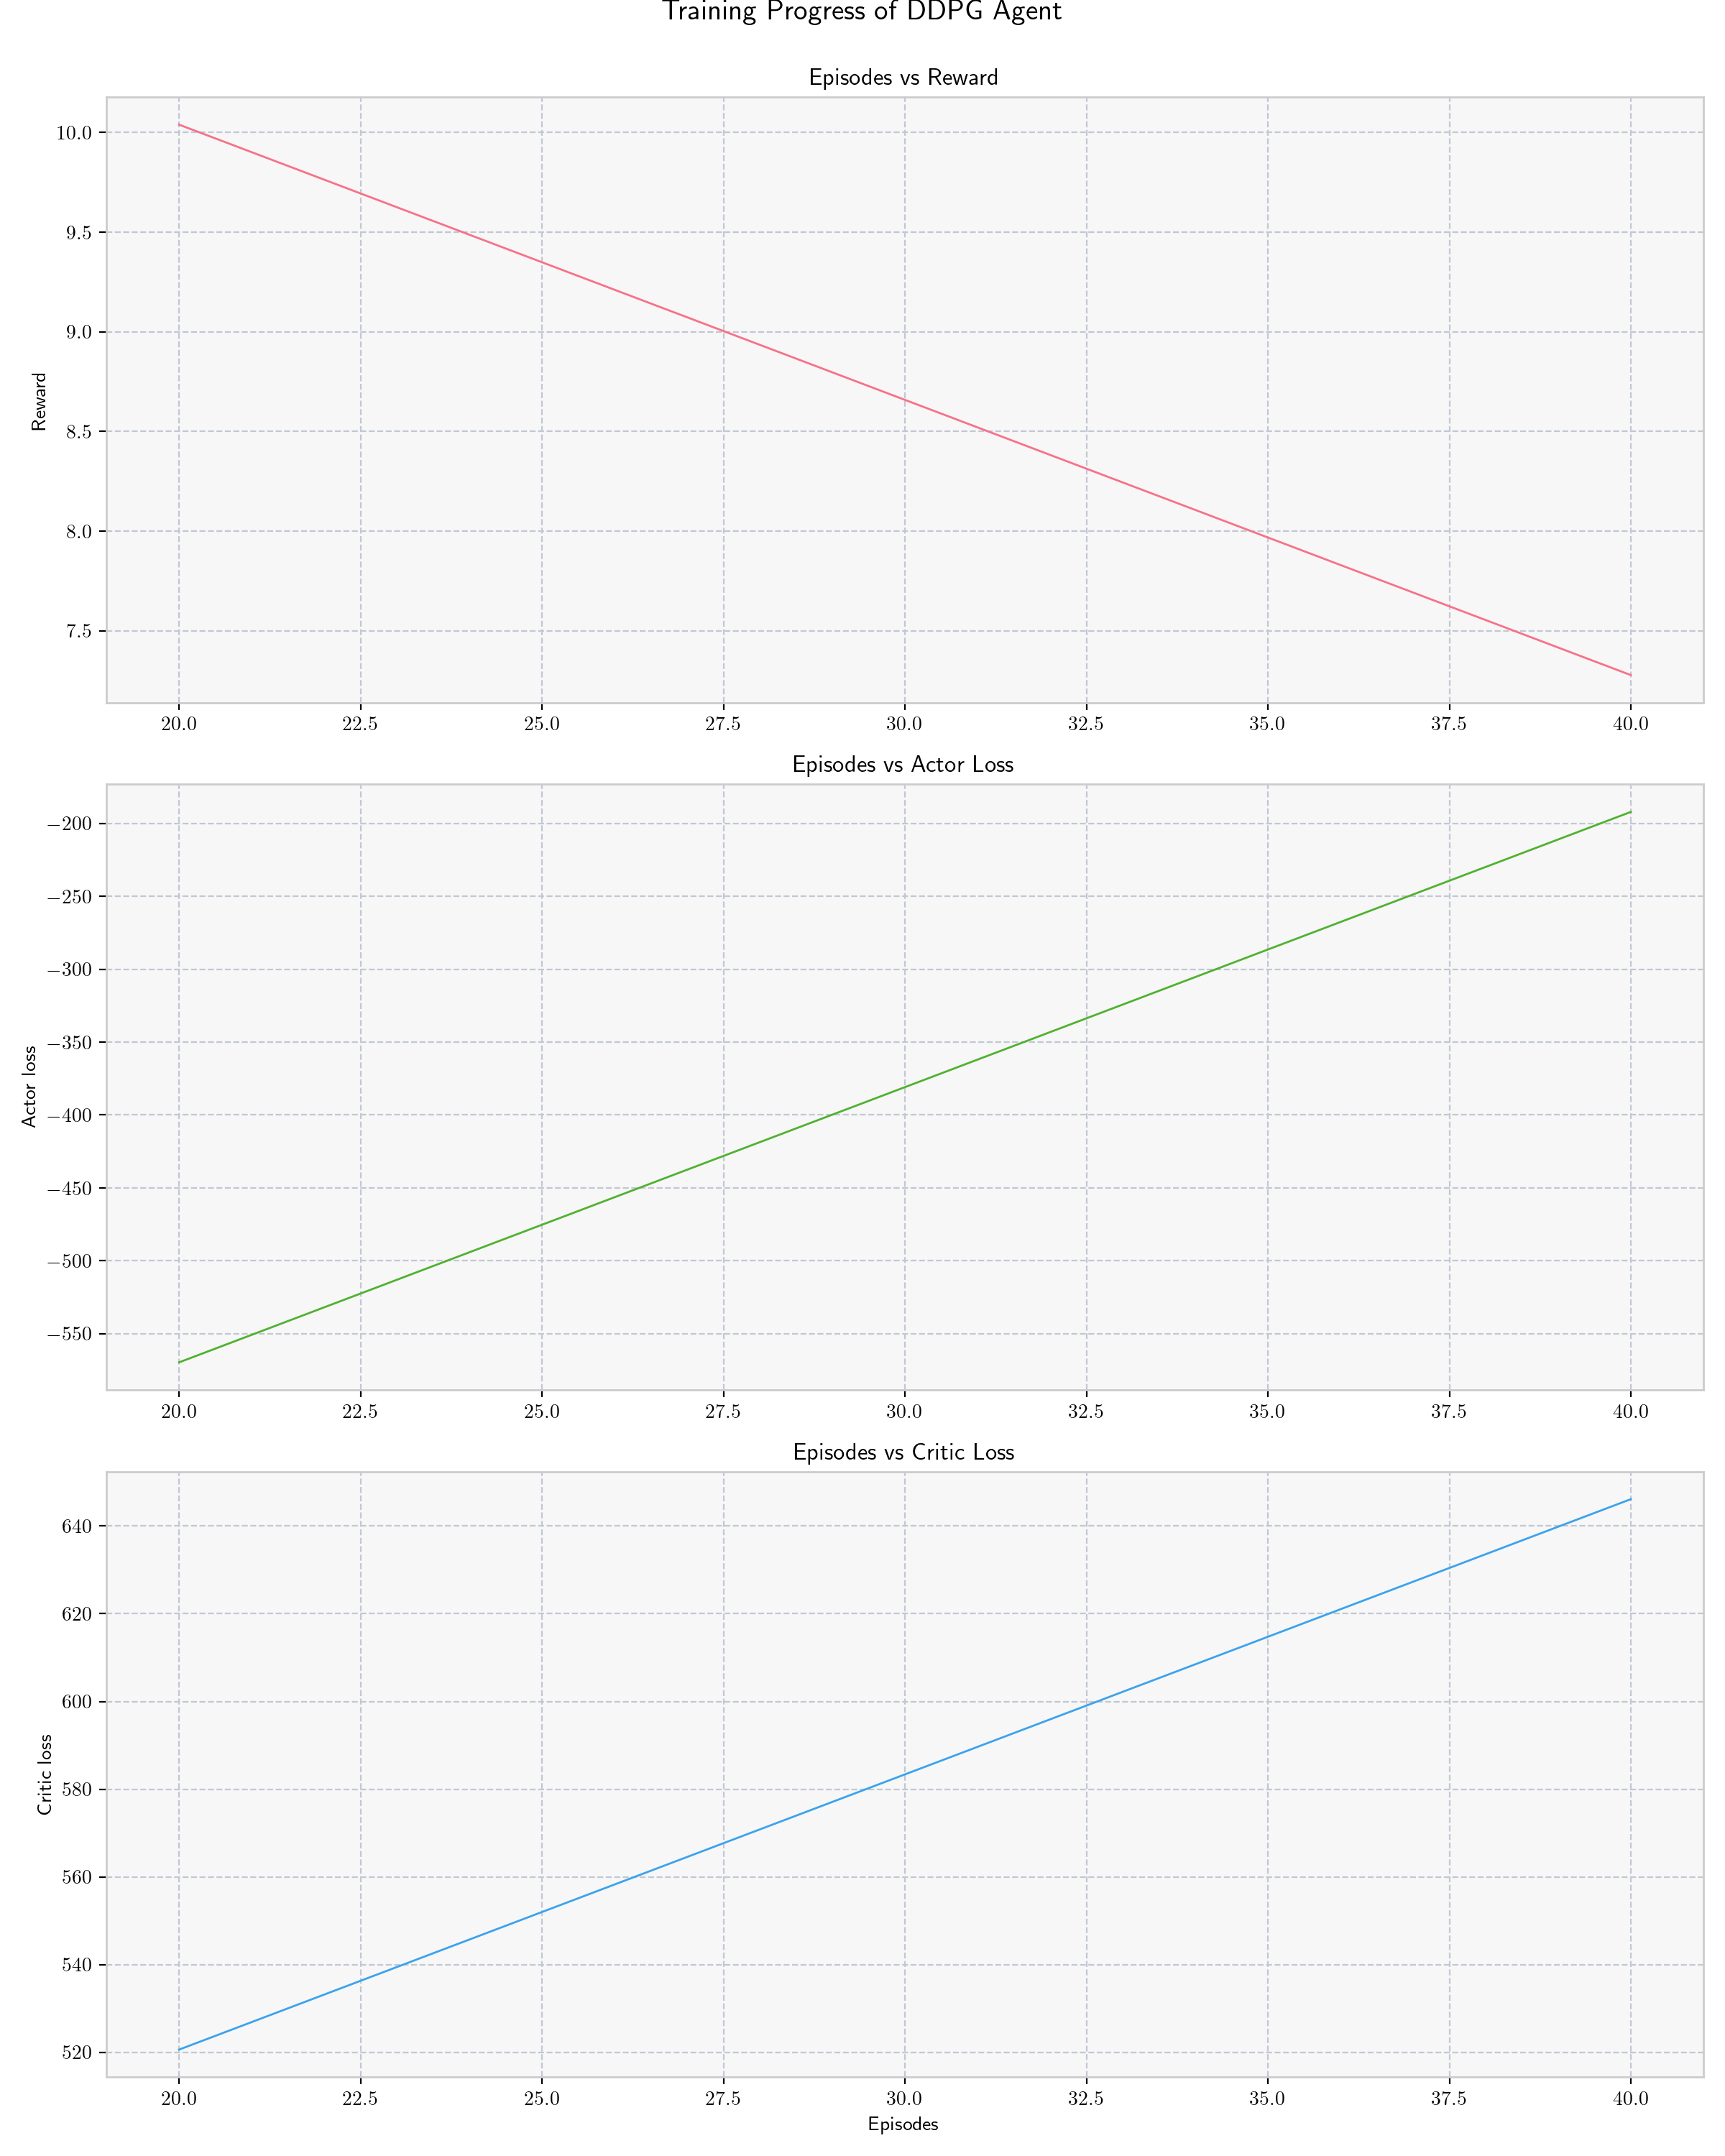 Training Progress of DDPG Agent
Episodes vs Reward
10.0
9.5
9.0
8.5
8.0
7.5
Reward
20.0 22.5 25.0 27.5 30.0 32.5 35.0 37.5 40.0
Episodes vs Actor Loss
−200
−250
−300
−350
−400
−450
−500
−550
Actor loss
20.0 22.5 25.0 27.5 30.0 32.5 35.0 37.5 40.0
Episodes vs Critic Loss
640
620
600
580
560
540
520
Critic loss
20.0 22.5 25.0 27.5 30.0 32.5 35.0 37.5 40.0
Episodes